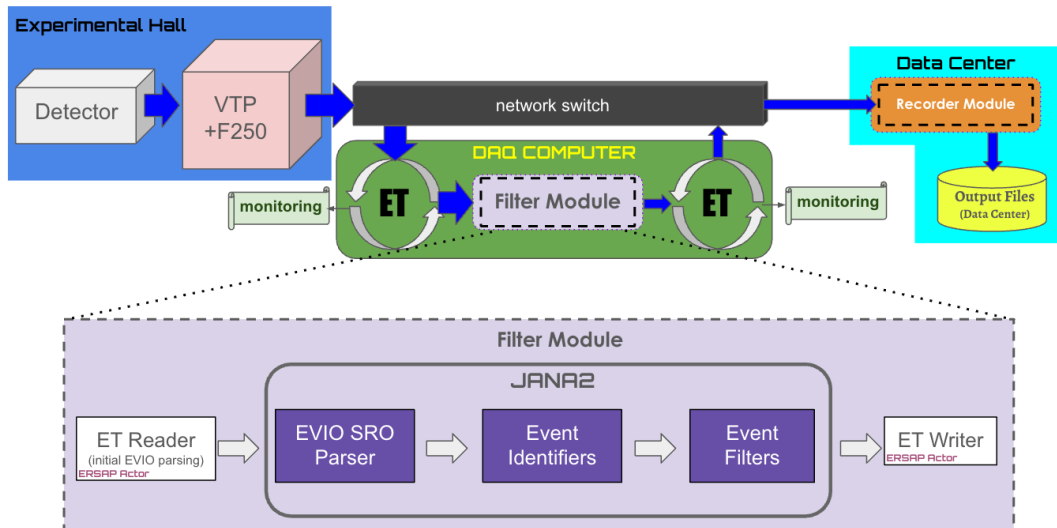 Experimental Hall
Detector
VTP
+F250
network switch
Data Center
Recorder Module
Output Files
(Data Center)
DAQ COMPUTER
monitoring
ET
Filter Module
ET
monitoring
Filter Module
JANA2
ET Reader
(initial EVIO parsing)
ERSAP Actor
EVIO SRO
Parser
Event
Identifiers
Event
Filters
ET Writer
ERSAP Actor